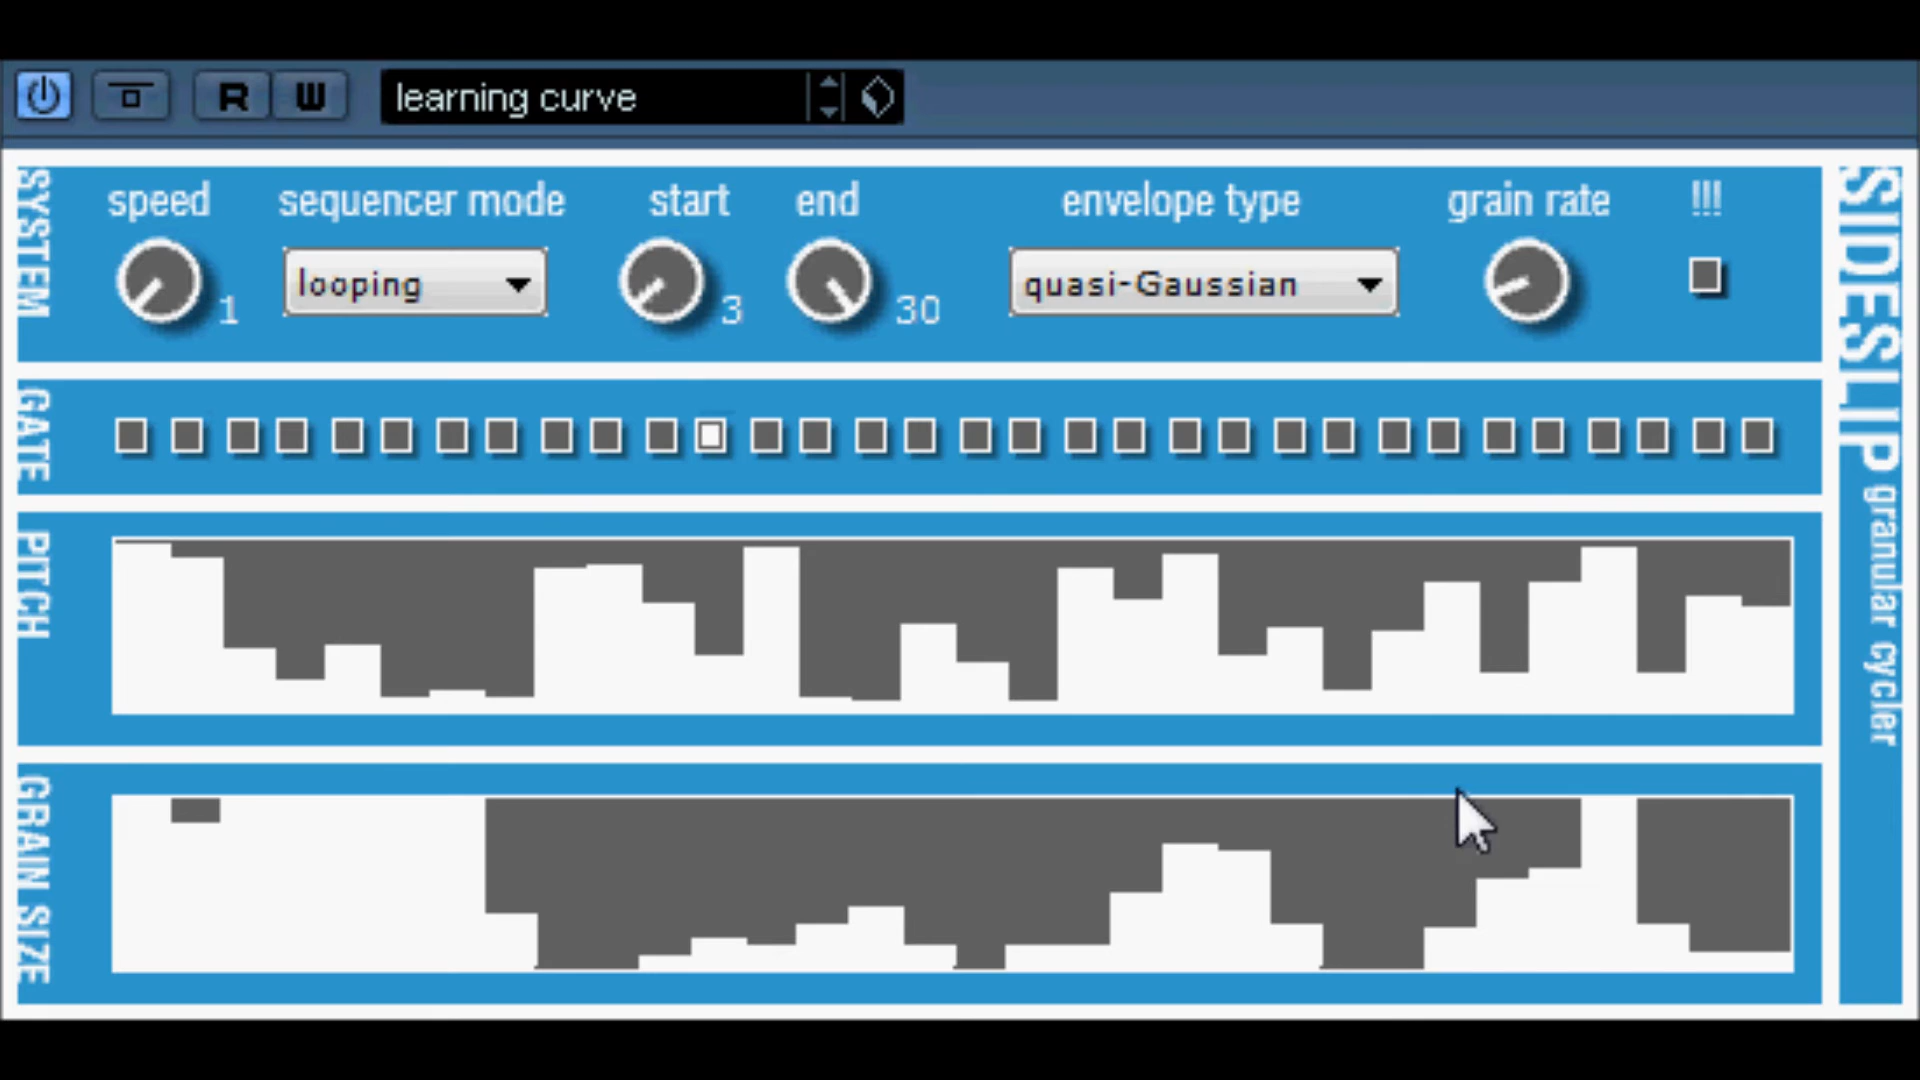 R W learning curve
SYSTEM
speed sequencer mode start end envelope type grain rate !!!
1 looping 3 30 quasi-Gaussian
GATE
PITCH
GRAIN SIZE
SIDESLIP granular cycler